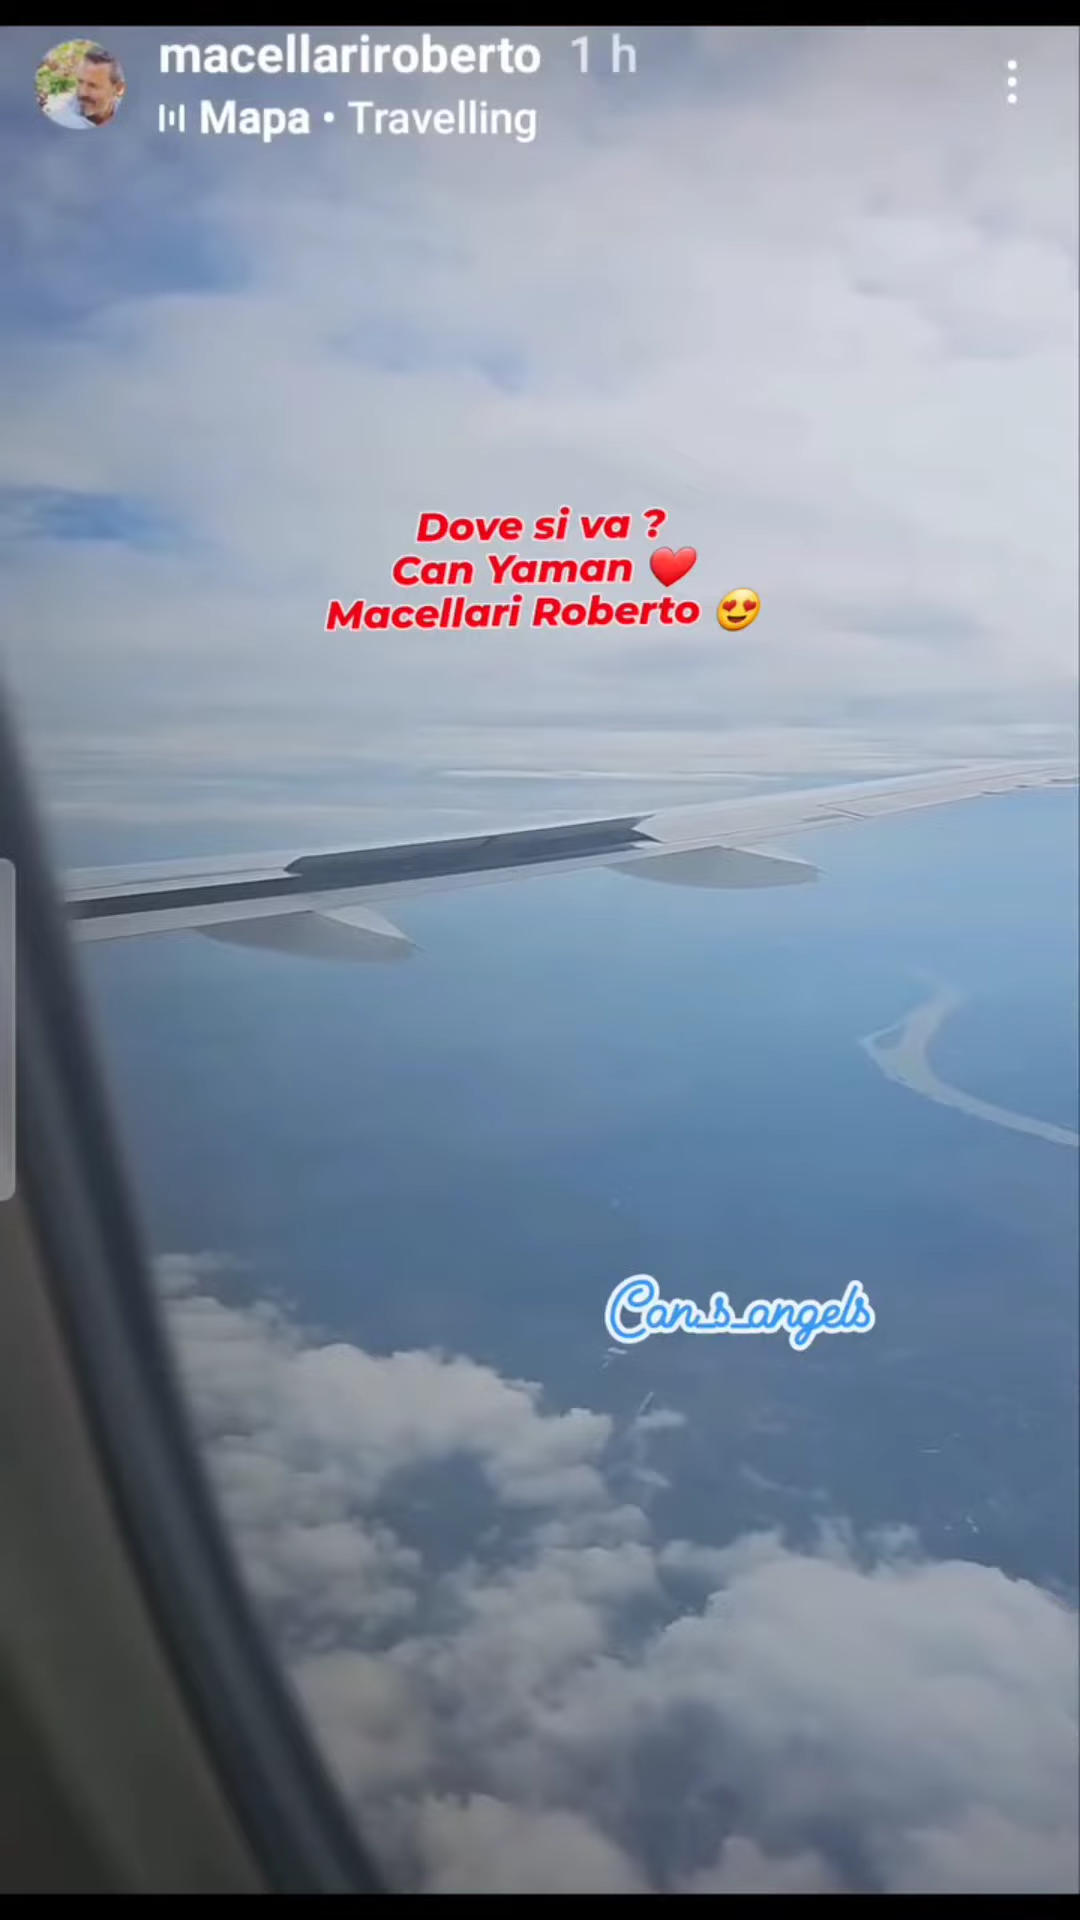 macellariroberto 1 h
Mapa • Travelling
Dove si va ?
Can Yaman ❤️
Macellari Roberto 😍
Can_s_angels